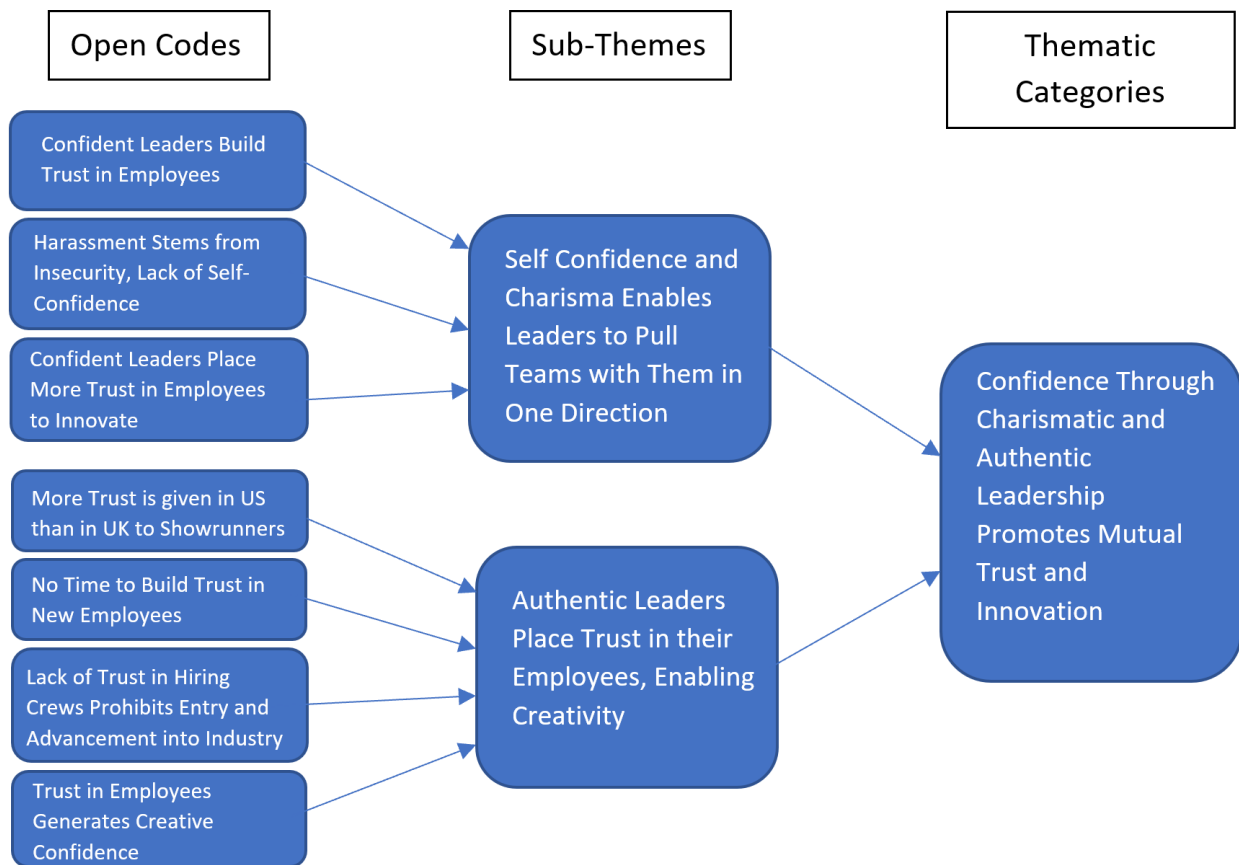 Open Codes
Sub-Themes
Thematic
Categories
Confident Leaders Build
Trust in Employees
Harassment Stems from
Insecurity, Lack of Self-
Confidence
Confident Leaders Place
More Trust in Employees
to Innovate
More Trust is given in US
than in UK to Showrunners
No Time to Build Trust in
New Employees
Lack of Trust in Hiring
Crews Prohibits Entry and
Advancement into Industry
Trust in Employees
Generates Creative
Confidence
Self Confidence and
Charisma Enables
Leaders to Pull
Teams with Them in
One Direction
Authentic Leaders
Place Trust in their
Employees, Enabling
Creativity
Confidence Through
Charismatic and
Authentic
Leadership
Promotes Mutual
Trust and
Innovation